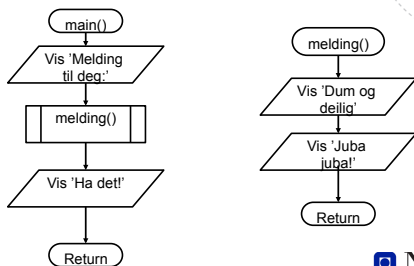 main()
Vis ’Melding
til deg:’
melding()
Vis ’Ha det!’
Return
melding()
Vis ’Dum og
deilig’
Vis ’Juba
juba!’
Return
N